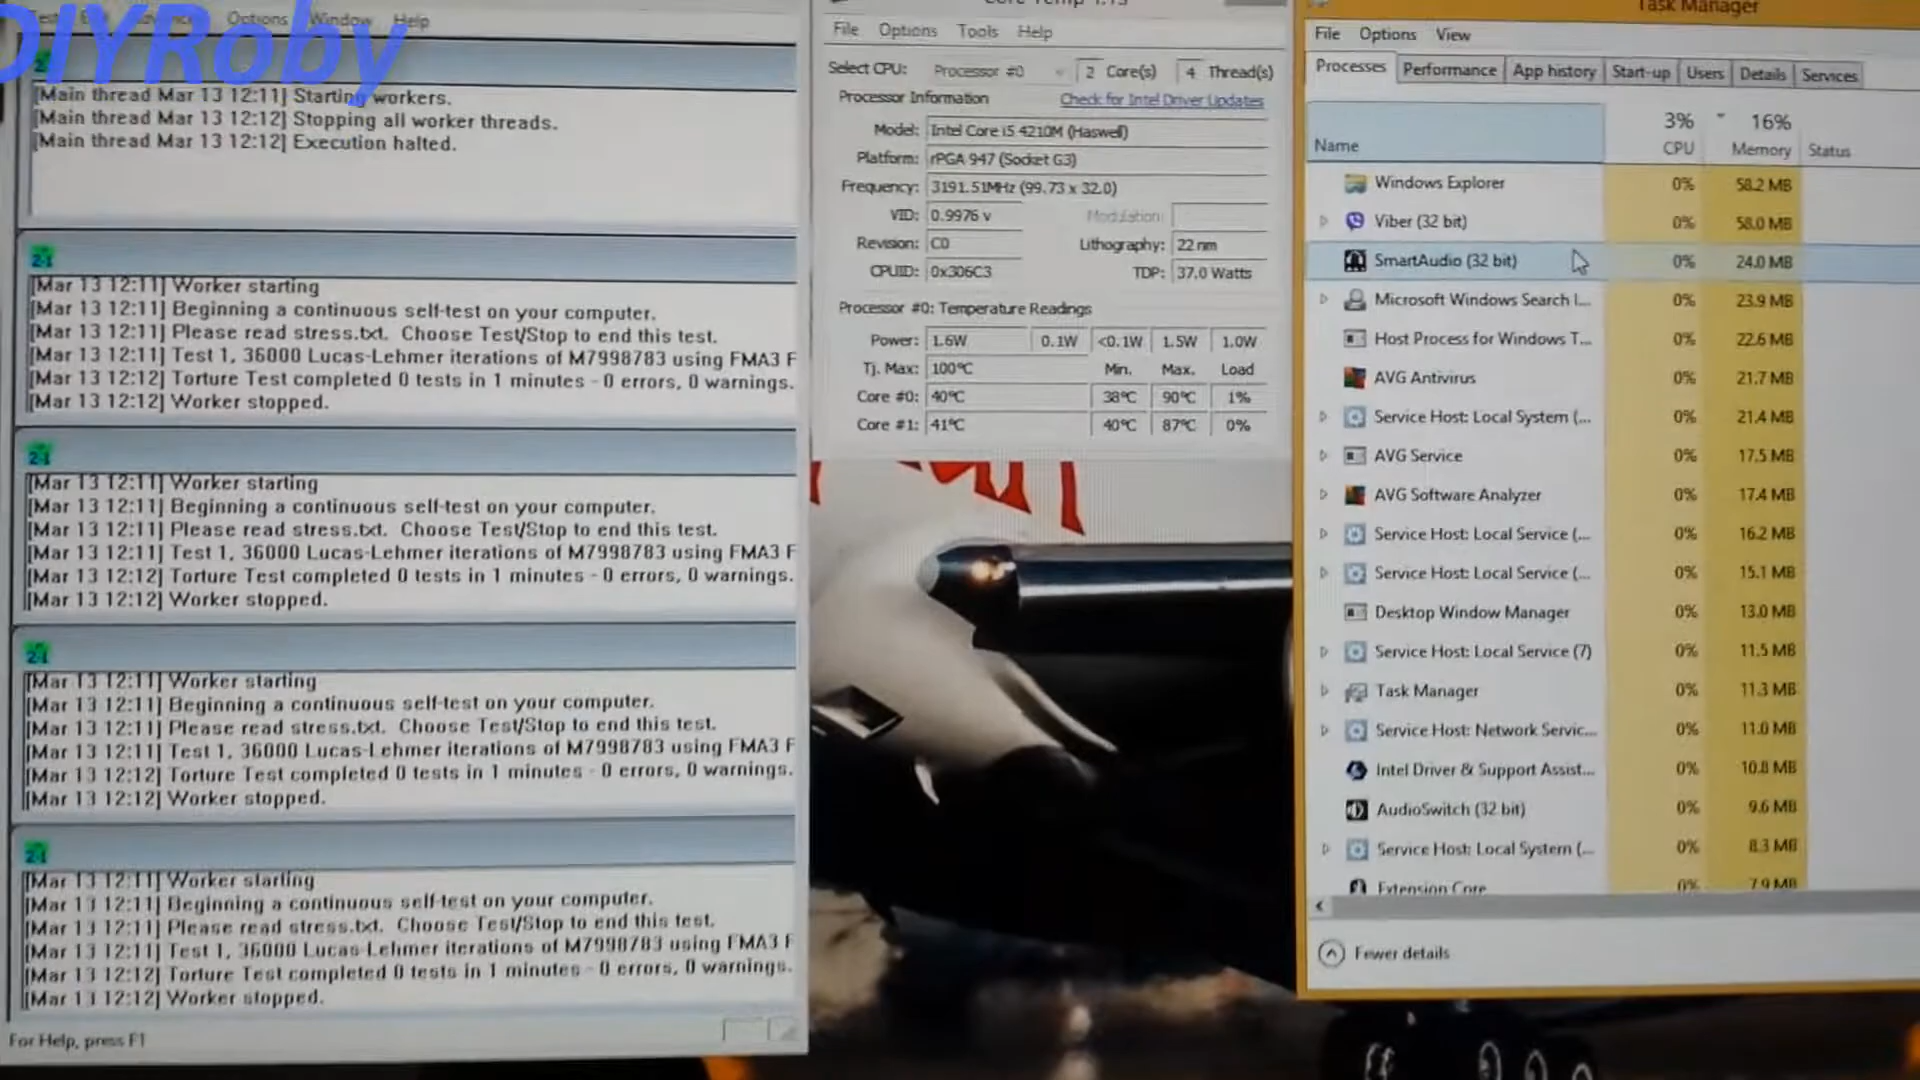 DIYRoby
Test
Options Window Help
[Main thread Mar 13 12:11] Starting workers.
[Main thread Mar 13 12:12] Stopping all worker threads.
[Main thread Mar 13 12:12] Execution halted.
[Mar 13 12:11] Worker starting
[Mar 13 12:11] Beginning a continuous self-test on your computer.
[Mar 13 12:11] Please read stress.txt. Choose Test/Stop to end this test.
[Mar 13 12:11] Test 1, 36000 Lucas-Lehmer iterations of M7998783 using FMA3 F
[Mar 13 12:12] Torture Test completed 0 tests in 1 minutes - 0 errors, 0 warnings.
[Mar 13 12:12] Worker stopped.
[Mar 13 12:11] Worker starting
[Mar 13 12:11] Beginning a continuous self-test on your computer.
[Mar 13 12:11] Please read stress.txt. Choose Test/Stop to end this test.
[Mar 13 12:11] Test 1, 36000 Lucas-Lehmer iterations of M7998783 using FMA3 F
[Mar 13 12:12] Torture Test completed 0 tests in 1 minutes - 0 errors, 0 warnings.
[Mar 13 12:12] Worker stopped.
[Mar 13 12:11] Worker starting
[Mar 13 12:11] Beginning a continuous self-test on your computer.
[Mar 13 12:11] Please read stress.txt. Choose Test/Stop to end this test.
[Mar 13 12:11] Test 1, 36000 Lucas-Lehmer iterations of M7998783 using FMA3 F
[Mar 13 12:12] Torture Test completed 0 tests in 1 minutes - 0 errors, 0 warnings.
[Mar 13 12:12] Worker stopped.
[Mar 13 12:11] Worker starting
[Mar 13 12:11] Beginning a continuous self-test on your computer.
[Mar 13 12:11] Please read stress.txt. Choose Test/Stop to end this test.
[Mar 13 12:11] Test 1, 36000 Lucas-Lehmer iterations of M7998783 using FMA3 F
[Mar 13 12:12] Torture Test completed 0 tests in 1 minutes - 0 errors, 0 warnings.
[Mar 13 12:12] Worker stopped.
For Help, press F1
Core Temp 1.13
File Options Tools Help
Select CPU: Processor #0 2 Core(s) 4 Thread(s)
Processor Information Check for Intel Driver Updates
Model: Intel Core i5 4210M (Haswell)
Platform: rPGA 947 (Socket G3)
Frequency: 3191.51MHz (99.73 x 32.0)
VID: 0.9976 v Modulation:
Revision: C0 Lithography: 22 nm
CPUID: 0x306C3 TDP: 37.0 Watts
Processor #0: Temperature Readings
Power: 1.6W 0.1W <0.1W 1.5W 1.0W
Tj. Max: 100°C Min. Max. Load
Core #0: 40°C 38°C 90°C 1%
Core #1: 41°C 40°C 87°C 0%
Task Manager
File Options View
Processes Performance App history Start-up Users Details Services
3% 16%
Name CPU Memory Status
Windows Explorer 0% 58.2 MB
Viber (32 bit) 0% 58.0 MB
SmartAudio (32 bit) 0% 24.0 MB
Microsoft Windows Search I... 0% 23.9 MB
Host Process for Windows T... 0% 22.6 MB
AVG Antivirus 0% 21.7 MB
Service Host: Local System (... 0% 21.4 MB
AVG Service 0% 17.5 MB
AVG Software Analyzer 0% 17.4 MB
Service Host: Local Service (... 0% 16.2 MB
Service Host: Local Service (... 0% 15.1 MB
Desktop Window Manager 0% 13.0 MB
Service Host: Local Service (7) 0% 11.5 MB
Task Manager 0% 11.3 MB
Service Host: Network Servic... 0% 11.0 MB
Intel Driver & Support Assist... 0% 10.8 MB
AudioSwitch (32 bit) 0% 9.6 MB
Service Host: Local System (... 0% 8.3 MB
Extension Core 0% 7.9 MB
Fewer details